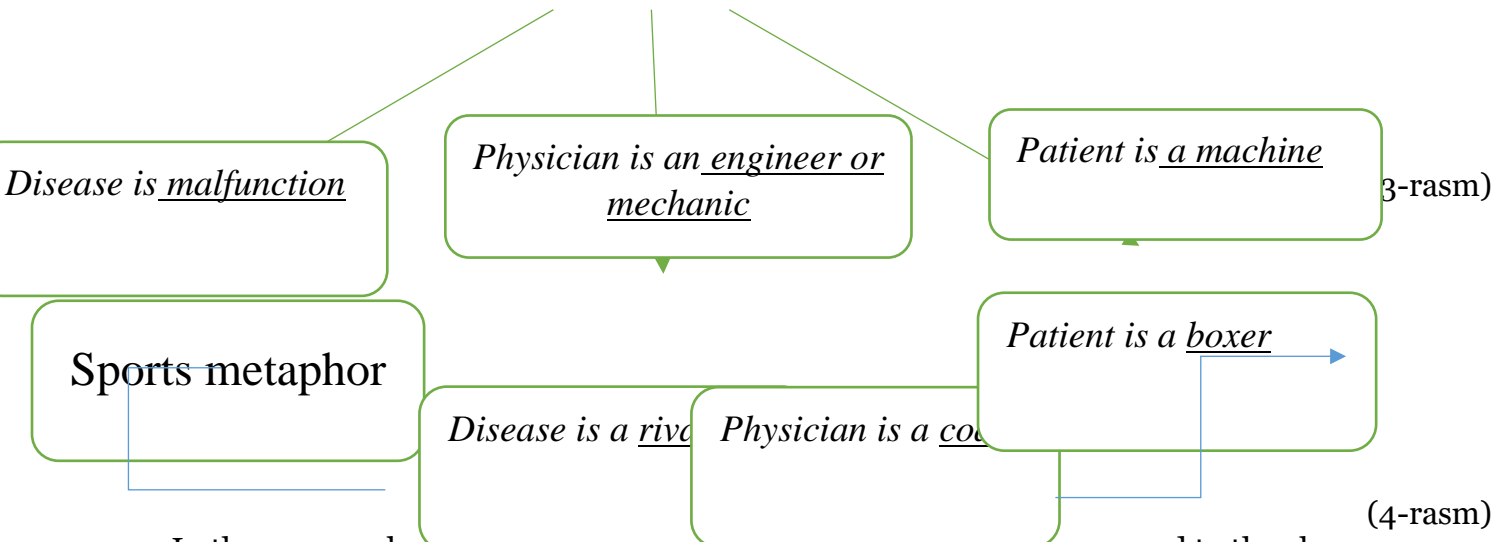 Disease is malfunction
Physician is an engineer or
mechanic
Patient is a machine
3-rasm)
Sports metaphor
Disease is a
Physician is a
Patient is a boxer
(4-rasm)